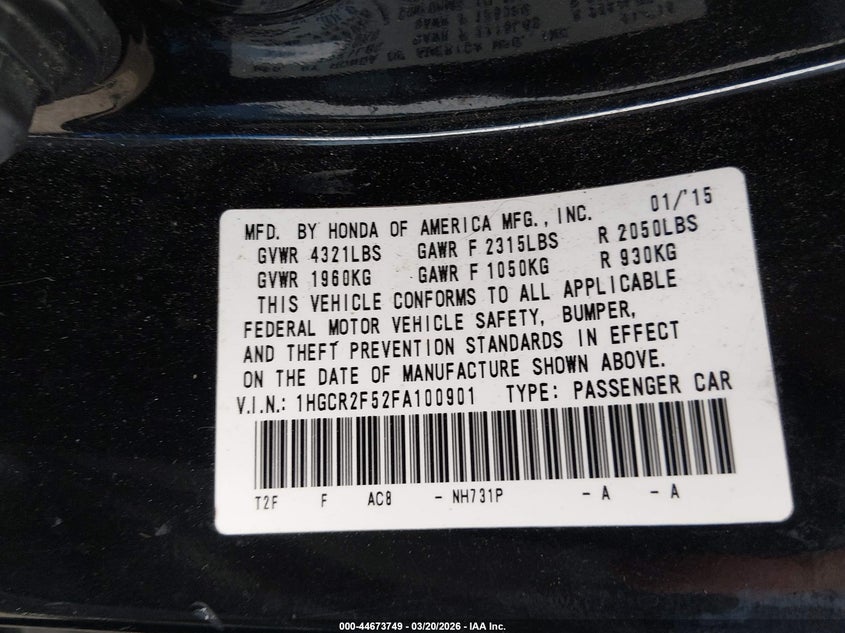 MFD. BY HONDA OF AMERICA MFG., INC. 01/'15
GVWR 4321LBS GAWR F 2315LBS R 2050LBS
GVWR 1960KG GAWR F 1050KG R 930KG
THIS VEHICLE CONFORMS TO ALL APPLICABLE
FEDERAL MOTOR VEHICLE SAFETY, BUMPER,
AND THEFT PREVENTION STANDARDS IN EFFECT
ON THE DATE OF MANUFACTURE SHOWN ABOVE.
V.I.N.: 1HGCR2F52FA100901 TYPE: PASSENGER CAR
T2F F AC8 - NH731P - A - A
000-44673749 - 03/20/2026 - IAA Inc.